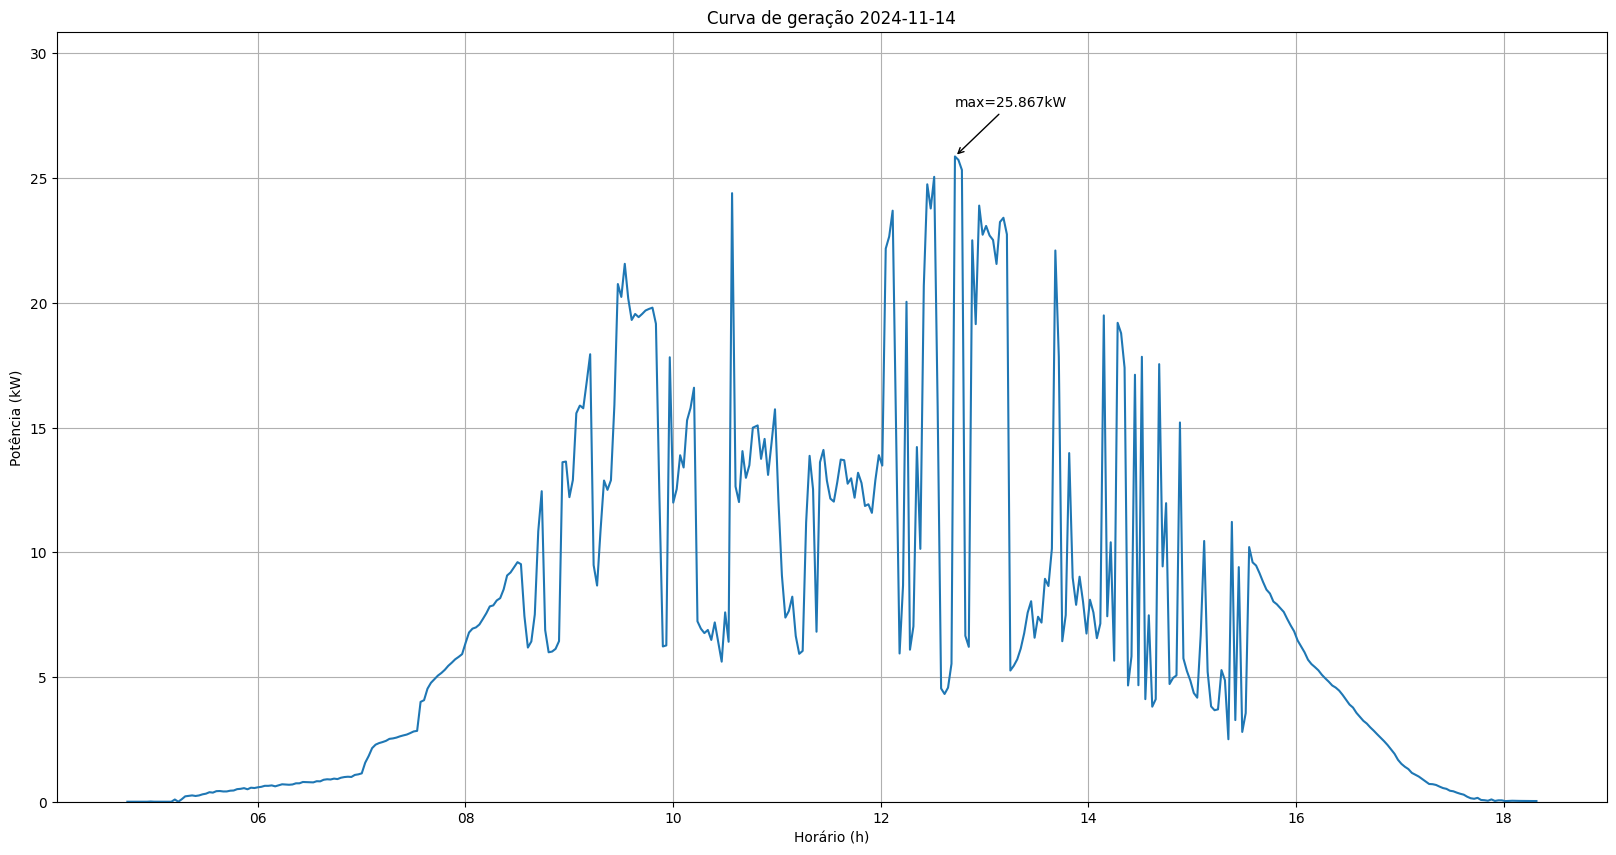 Curva de geração 2024-11-14
30
max=25.867kW
25
20
15
10
5
0
Potência (kW)
06 08 10 12 14 16 18
Horário (h)